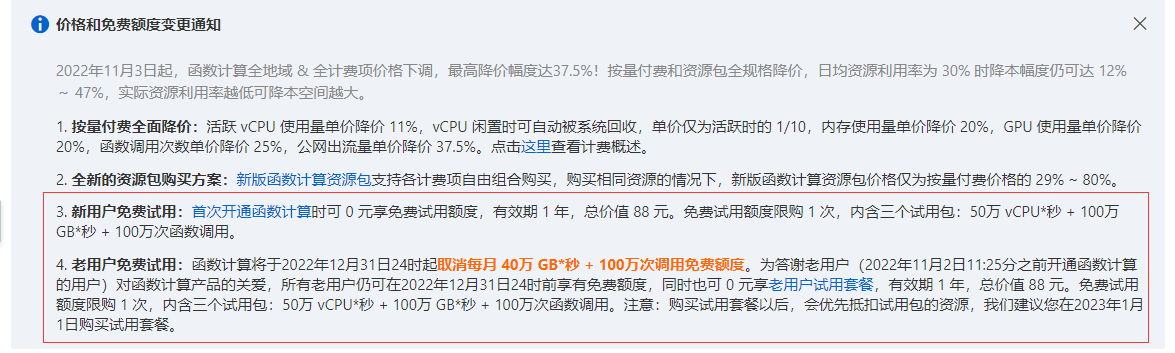 价格和免费额度变更通知
2022年11月3日起，函数计算全地域 & 全计费项价格下调，最高降价幅度达37.5%！按量付费和资源包全规格降价，日均资源利用率为 30% 时降本幅度仍可达 12%
～ 47%，实际资源利用率越低可降本空间越大。
1. 按量付费全面降价：活跃 vCPU 使用量单价降价 11%，vCPU 闲置时可自动被系统回收，单价仅为活跃时的 1/10，内存使用量单价降价 20%，GPU 使用量单价降价
20%，函数调用次数单价降价 25%，公网出流量单价降价 37.5%。点击这里查看计费概述。
2. 全新的资源包购买方案：新版函数计算资源包支持各计费项自由组合购买，购买相同资源的情况下，新版函数计算资源包价格仅为按量付费价格的 29% ~ 80%。
3. 新用户免费试用：首次开通函数计算时可 0 元享免费试用额度，有效期 1 年，总价值 88 元。免费试用额度限购 1 次，内含三个试用包：50万 vCPU*秒 + 100万
GB*秒 + 100万次函数调用。
4. 老用户免费试用：函数计算将于2022年12月31日24时起取消每月 40万 GB*秒 + 100万次调用免费额度。为答谢老用户（2022年11月2日11:25分之前开通函数计算
的用户）对函数计算产品的关爱，所有老用户仍可在2022年12月31日24时前享有免费额度，同时也可 0 元享老用户试用套餐，有效期 1 年，总价值 88 元。免费试用
额度限购 1 次，内含三个试用包：50万 vCPU*秒 + 100万 GB*秒 + 100万次函数调用。注意：购买试用套餐以后，会优先抵扣试用包的资源，我们建议您在2023年1月
1日购买试用套餐。